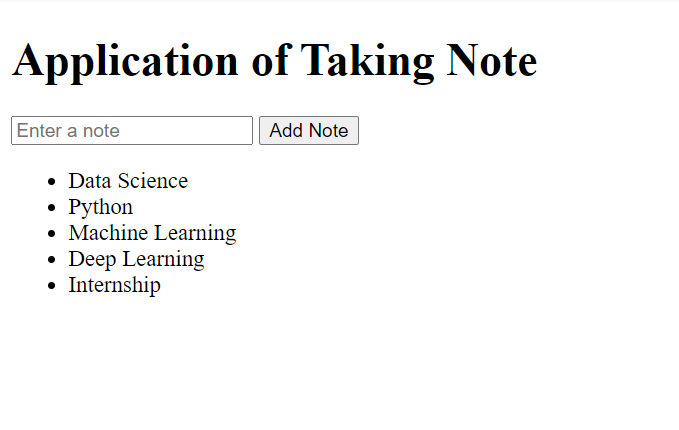 Application of Taking Note
Enter a note Add Note
Data Science
Python
Machine Learning
Deep Learning
Internship